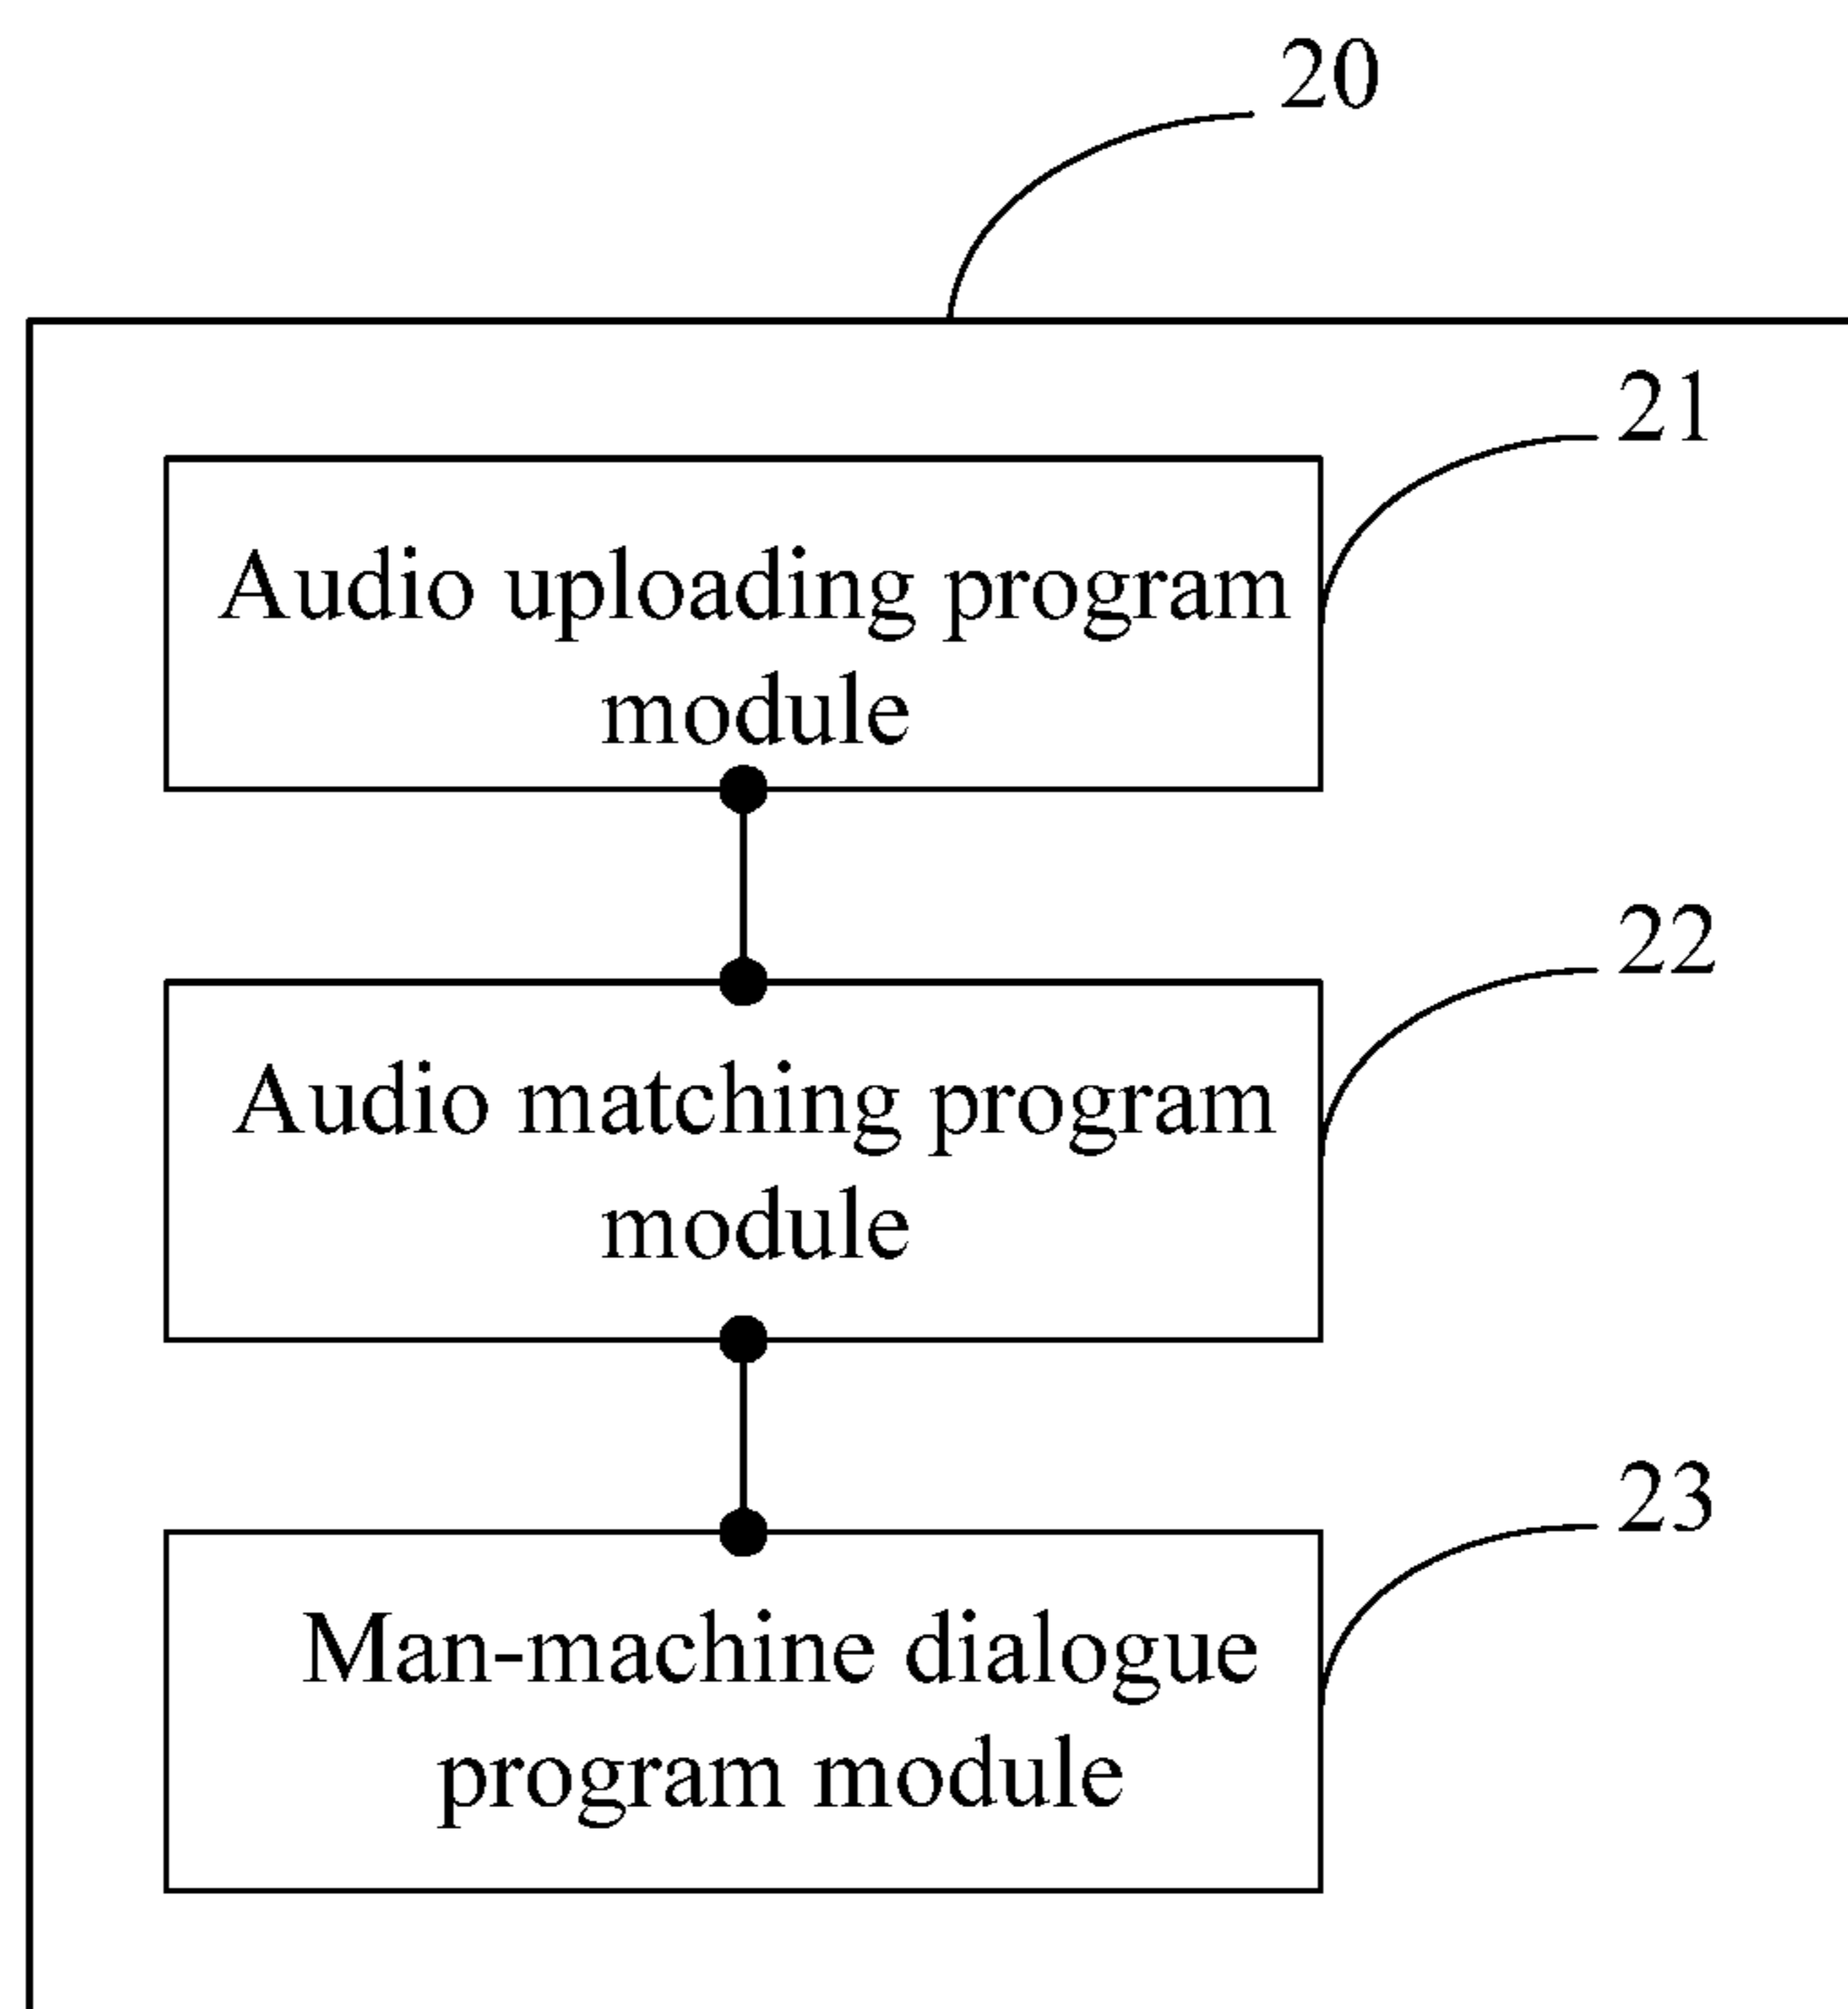 20
21
Audio uploading program
module
22
Audio matching program
module
23
Man-machine dialogue
program module